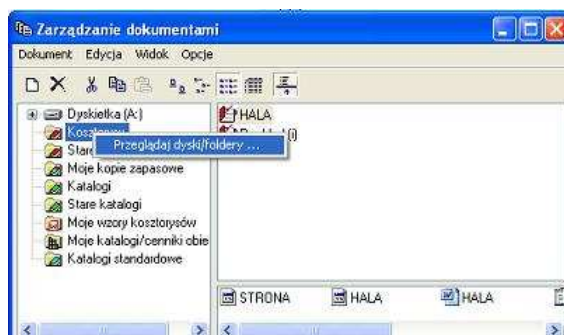 Zarządzanie dokumentami
Dokument Edycja Widok Opcje
Dyskietka (A:)
Kosztorysy
Stare
Przeglądaj dyski/foldery ...
Moje kopie zapasowe
Katalogi
Stare katalogi
Moje wzory kosztorysów
Moje katalogi/cenniki obie
Katalogi standardowe
HALA
STRONA HALA HALA